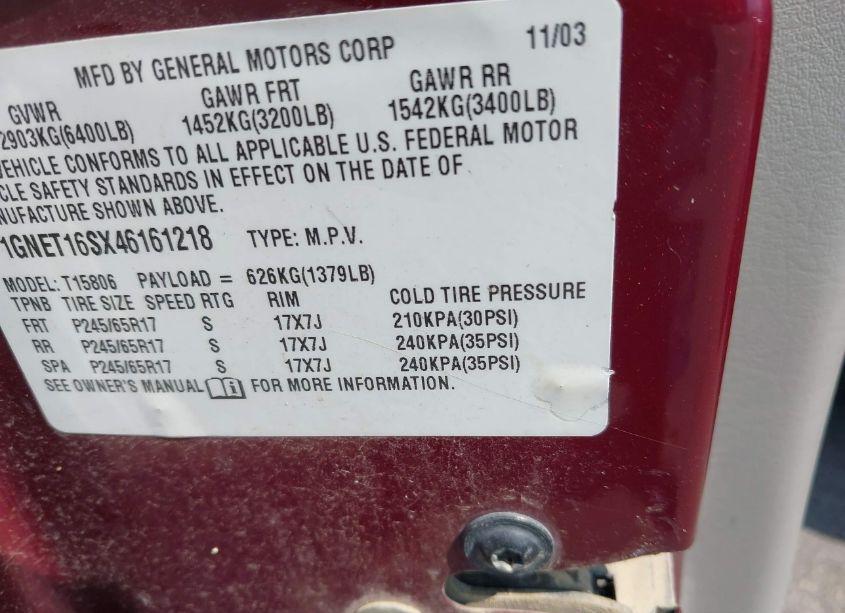 MFD BY GENERAL MOTORS CORP 11/03
GVWR GAWR FRT GAWR RR
2903KG(6400LB) 1452KG(3200LB) 1542KG(3400LB)
VEHICLE CONFORMS TO ALL APPLICABLE U.S. FEDERAL MOTOR
CLE SAFETY STANDARDS IN EFFECT ON THE DATE OF
NUFACTURE SHOWN ABOVE.
1GNET16SX46161218 TYPE: M.P.V.
MODEL: T15806 PAYLOAD = 626KG(1379LB)
TPNB TIRE SIZE SPEED RTG RIM COLD TIRE PRESSURE
FRT P245/65R17 S 17X7J 210KPA(30PSI)
RR P245/65R17 S 17X7J 240KPA(35PSI)
SPA P245/65R17 S 17X7J 240KPA(35PSI)
SEE OWNER'S MANUAL FOR MORE INFORMATION.